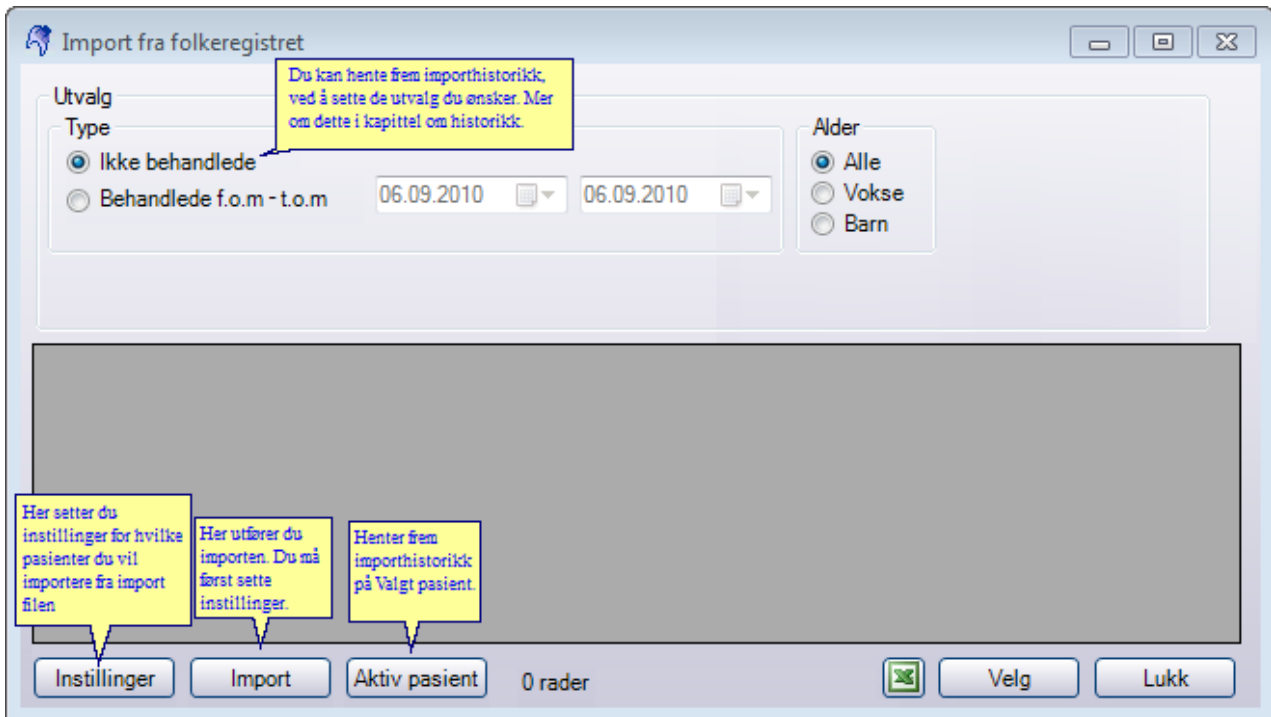 Import fra folkeregistret
Du kan hente frem importhistorikk,
ved å sette de utvalg du ønsker. Mer
om dette i kapittel om historikk.
Utvalg
Type
Ikke behandlede
Behandlede f.o.m - t.o.m
06.09.2010
06.09.2010
Alder
Alle
Vokse
Barn
Her setter du
instillinger for hvilke
pasienter du vil
importere fra import
filen
Her utfører du
importen. Du må
først sette
instillinger.
Henter frem
importhistorikk
på Valgt pasient.
Instillinger
Import
Aktiv pasient
0 rader
Velg
Lukk